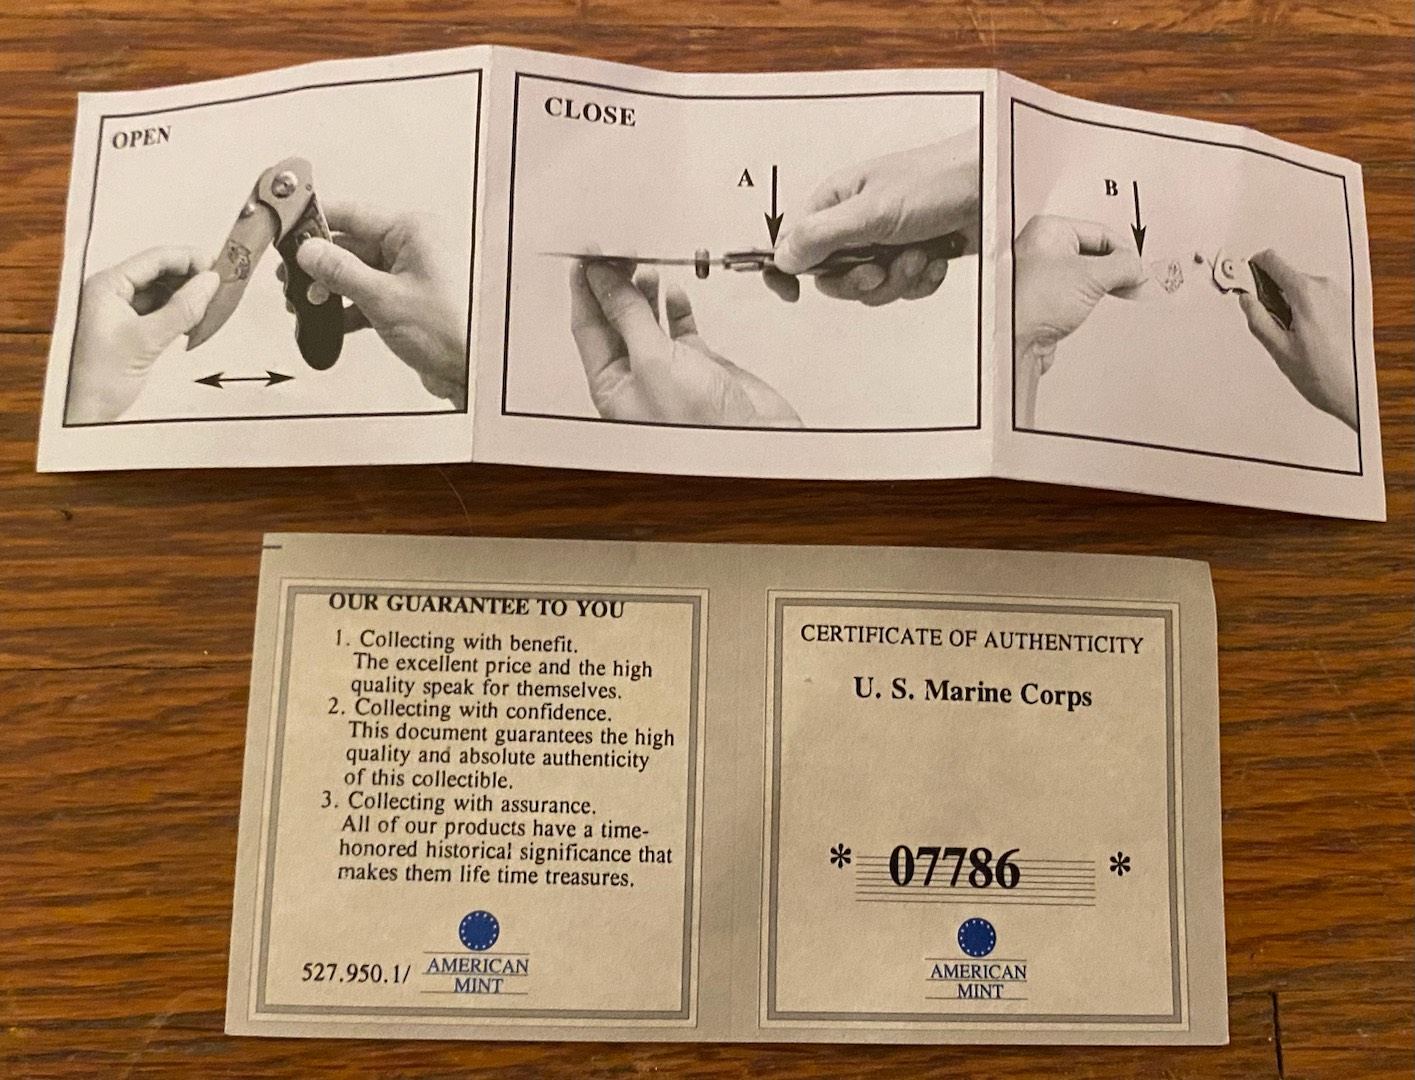 OPEN
CLOSE
A
B
OUR GUARANTEE TO YOU
1. Collecting with benefit.
The excellent price and the high
quality speak for themselves.
2. Collecting with confidence.
This document guarantees the high
quality and absolute authenticity
of this collectible.
3. Collecting with assurance.
All of our products have a time-
honored historical significance that
makes them life time treasures.
527.950.1/
AMERICAN
MINT
CERTIFICATE OF AUTHENTICITY
U. S. Marine Corps
* 07786 *
AMERICAN
MINT